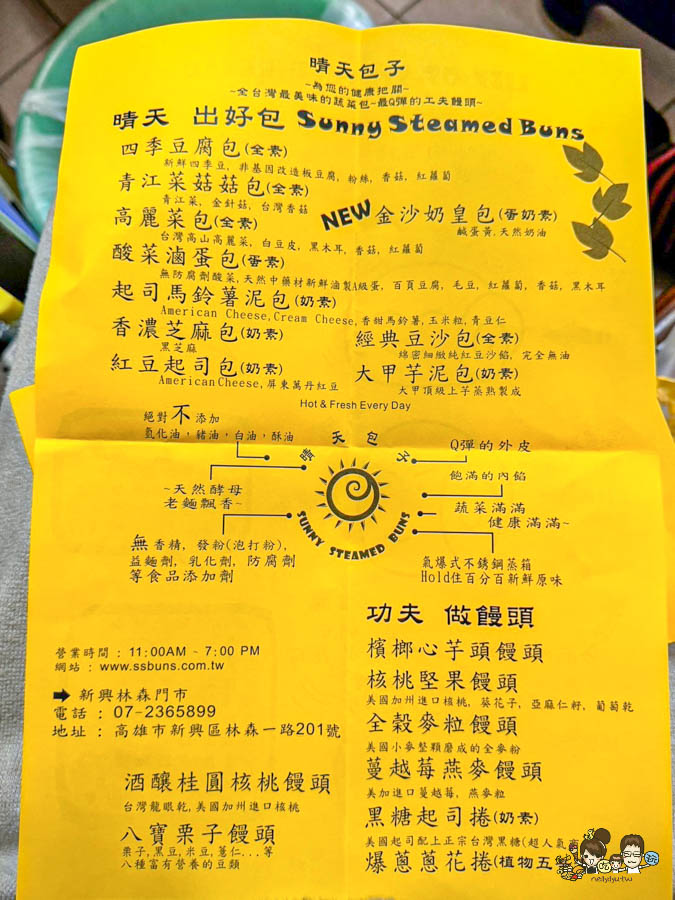 晴天包子
~為您的健康把關~
~全台灣最美味的蔬菜包~最Q彈的工夫饅頭~
晴天 出好包 Sunny Steamed Buns
四季豆腐包(全素)
新鮮四季豆, 非基因改造板豆腐, 粉絲, 香菇, 紅蘿蔔
青江菜菇菇包(全素)
青江菜, 金針菇, 台灣香菇
NEW 金沙奶皇包(蛋奶素)
鹹蛋黃,天然奶油
高麗菜包(全素)
台灣高山高麗菜, 白豆皮, 黑木耳, 香菇, 紅蘿蔔
酸菜滷蛋包(蛋素)
無防腐劑酸菜,天然中藥材新鮮滷製A級蛋, 百頁豆腐, 毛豆, 紅蘿蔔, 香菇, 黑木耳
起司馬鈴薯泥包(奶素)
American Cheese,Cream Cheese,香甜馬鈴薯,玉米粒,青豆仁
香濃芝麻包(奶素)
黑芝麻
經典豆沙包(全素)
綿密細緻純紅豆沙餡, 完全無油
紅豆起司包(奶素)
American Cheese,屏東萬丹紅豆
大甲芋泥包(奶素)
大甲頂級上芋蒸熟製成
Hot & Fresh Every Day
絕對不添加
氫化油,豬油,白油,酥油
晴天包子
Q彈的外皮
飽滿的內餡
~天然酵母
老麵飄香~
蔬菜滿滿
健康滿滿~
SUNNY STEAMED BUNS
無香精, 發粉(泡打粉),
益麵劑, 乳化劑, 防腐劑
等食品添加劑
氣爆式不銹鋼蒸箱
Hold住百分百新鮮原味
功夫 做饅頭
檳榔心芋頭饅頭
核桃堅果饅頭
美國加州進口核桃, 葵花子, 亞麻仁籽, 葡萄乾
全穀麥粒饅頭
美國小麥整顆磨成的全麥粉
蔓越莓燕麥饅頭
美加進口蔓越莓, 燕麥粒
黑糖起司捲(奶素)
美國起司配上正宗台灣黑糖(超人氣
爆蔥蔥花捲(植物五
營業時間 : 11:00AM ~ 7:00 PM
網站 : www.ssbuns.com.tw
➡ 新興林森門市
電話 : 07-2365899
地址 : 高雄市新興區林森一路201號
酒釀桂圓核桃饅頭
台灣龍眼乾,美國加州進口核桃
八寶栗子饅頭
栗子,黑豆,米豆,薏仁...等
八種富有營養的豆類
nellydyu.tw